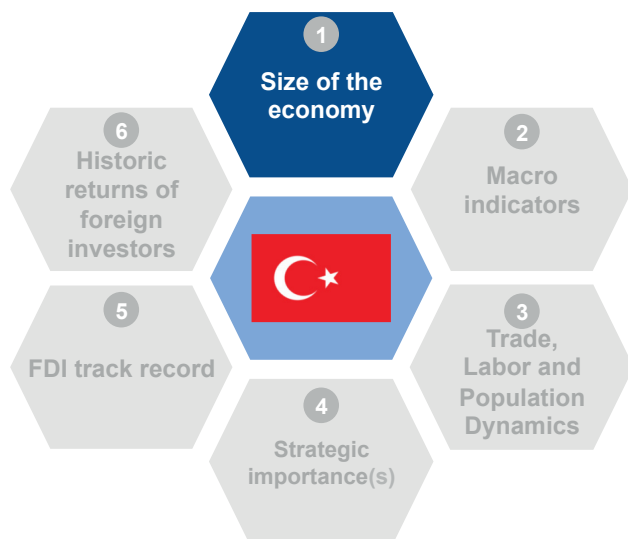 1
Size of the
economy
2
Macro
indicators
3
Trade,
Labor and
Population
Dynamics
4
Strategic
importance(s)
5
FDI track record
6
Historic
returns of
foreign
investors